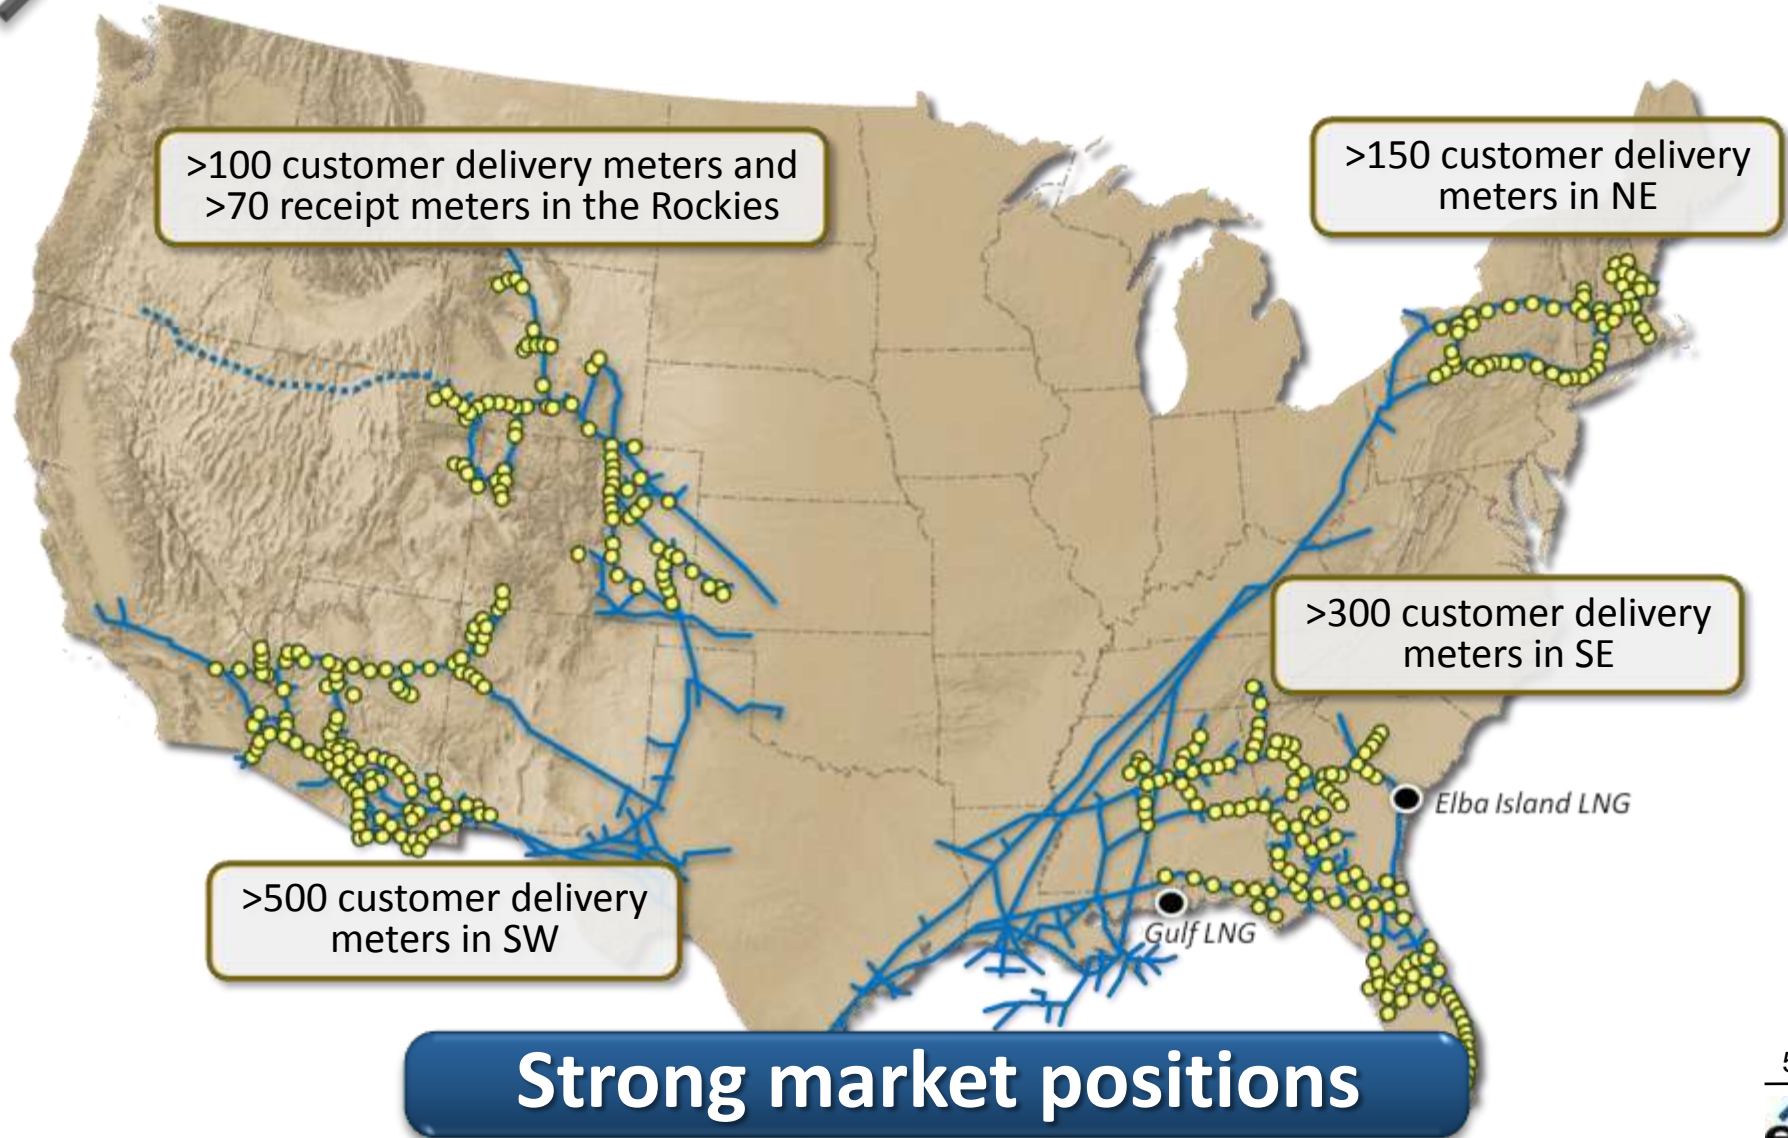 >100 customer delivery meters and
>70 receipt meters in the Rockies
>150 customer delivery
meters in NE
>300 customer delivery
meters in SE
Elba Island LNG
>500 customer delivery
meters in SW
Gulf LNG
Strong market positions
5